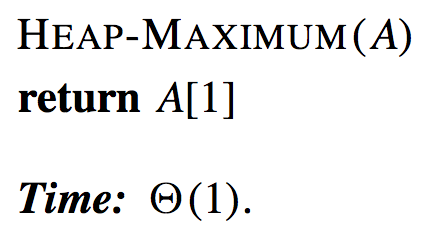 HEAP-MAXIMUM(A)
return A[1]
Time: Θ(1).